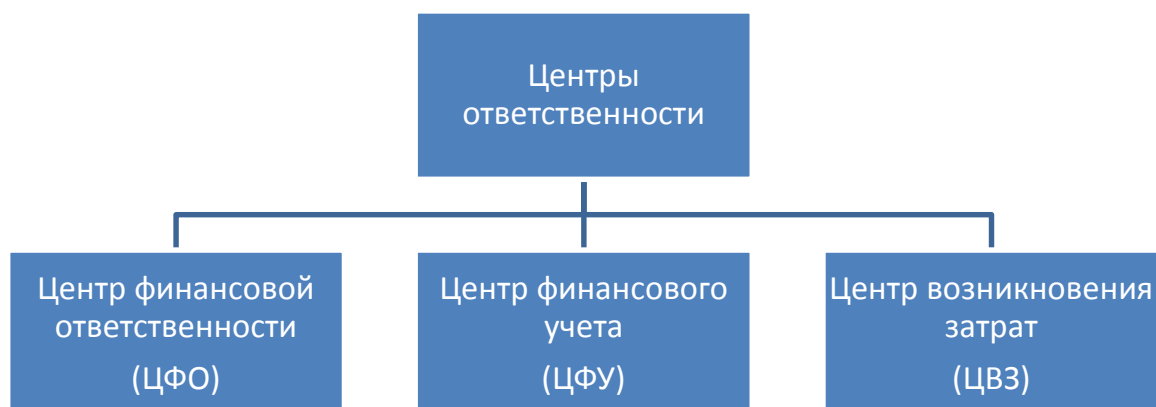 Центры
ответственности
Центр финансовой
ответственности
(ЦФО)
Центр финансового
учета
(ЦФУ)
Центр возникновения
затрат
(ЦВЗ)